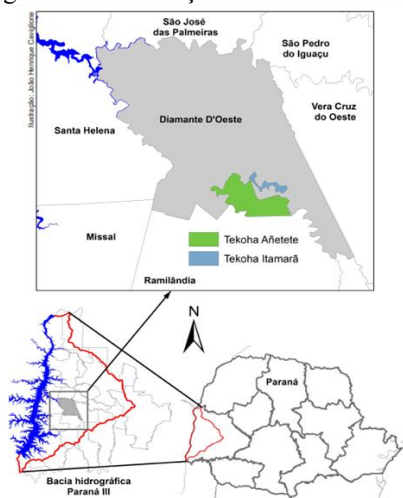 São José
das Palmeiras
São Pedro
do Iguaçu
Ilustração: João Henrique Caviglione
Diamante D'Oeste
Vera Cruz
do Oeste
Santa Helena
Missal
Tekoha Añetete
Tekoha Itamarã
Ramilândia
N
Paraná
Bacia hidrográfica
Paraná III